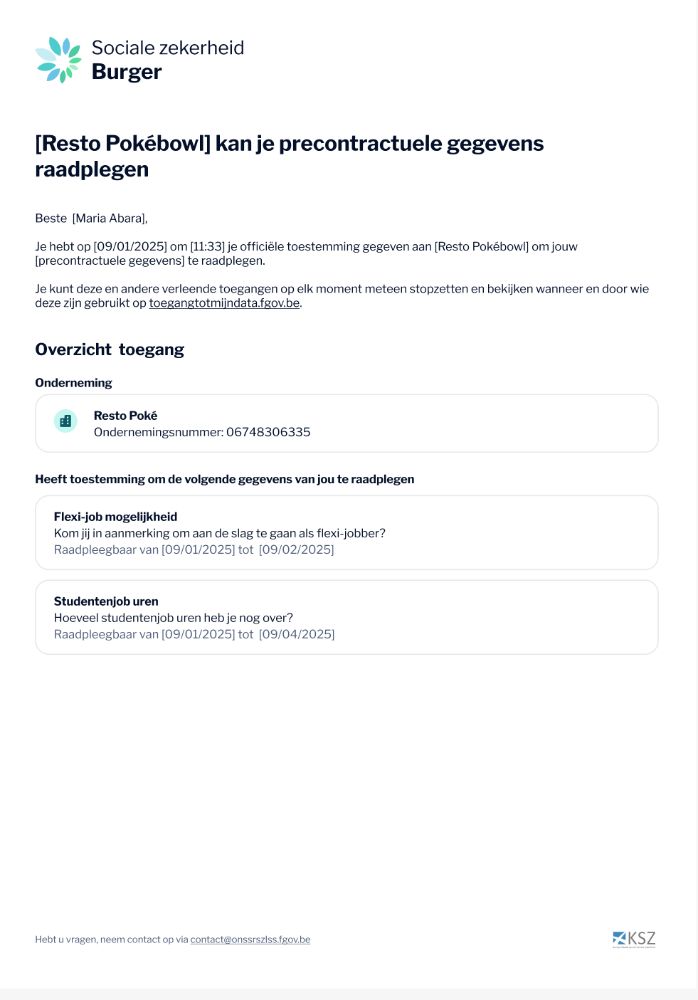 Sociale zekerheid
Burger
[Resto Pokébowl] kan je precontractuele gegevens
raadplegen
Beste [Maria Abara],
Je hebt op [09/01/2025] om [11:33] je officiële toestemming gegeven aan [Resto Pokébowl] om jouw
[precontractuele gegevens] te raadplegen.
Je kunt deze en andere verleende toegangen op elk moment meteen stopzetten en bekijken wanneer en door wie
deze zijn gebruikt op toegangtotmijndata.fgov.be.
Overzicht toegang
Onderneming
Resto Poké
Ondernemingsnummer: 06748306335
Heeft toestemming om de volgende gegevens van jou te raadplegen
Flexi-job mogelijkheid
Kom jij in aanmerking om aan de slag te gaan als flexi-jobber?
Raadpleegbaar van [09/01/2025] tot [09/02/2025]
Studentenjob uren
Hoeveel studentenjob uren heb je nog over?
Raadpleegbaar van [09/01/2025] tot [09/04/2025]
Hebt u vragen, neem contact op via contact@onssrszlss.fgov.be
KSZ